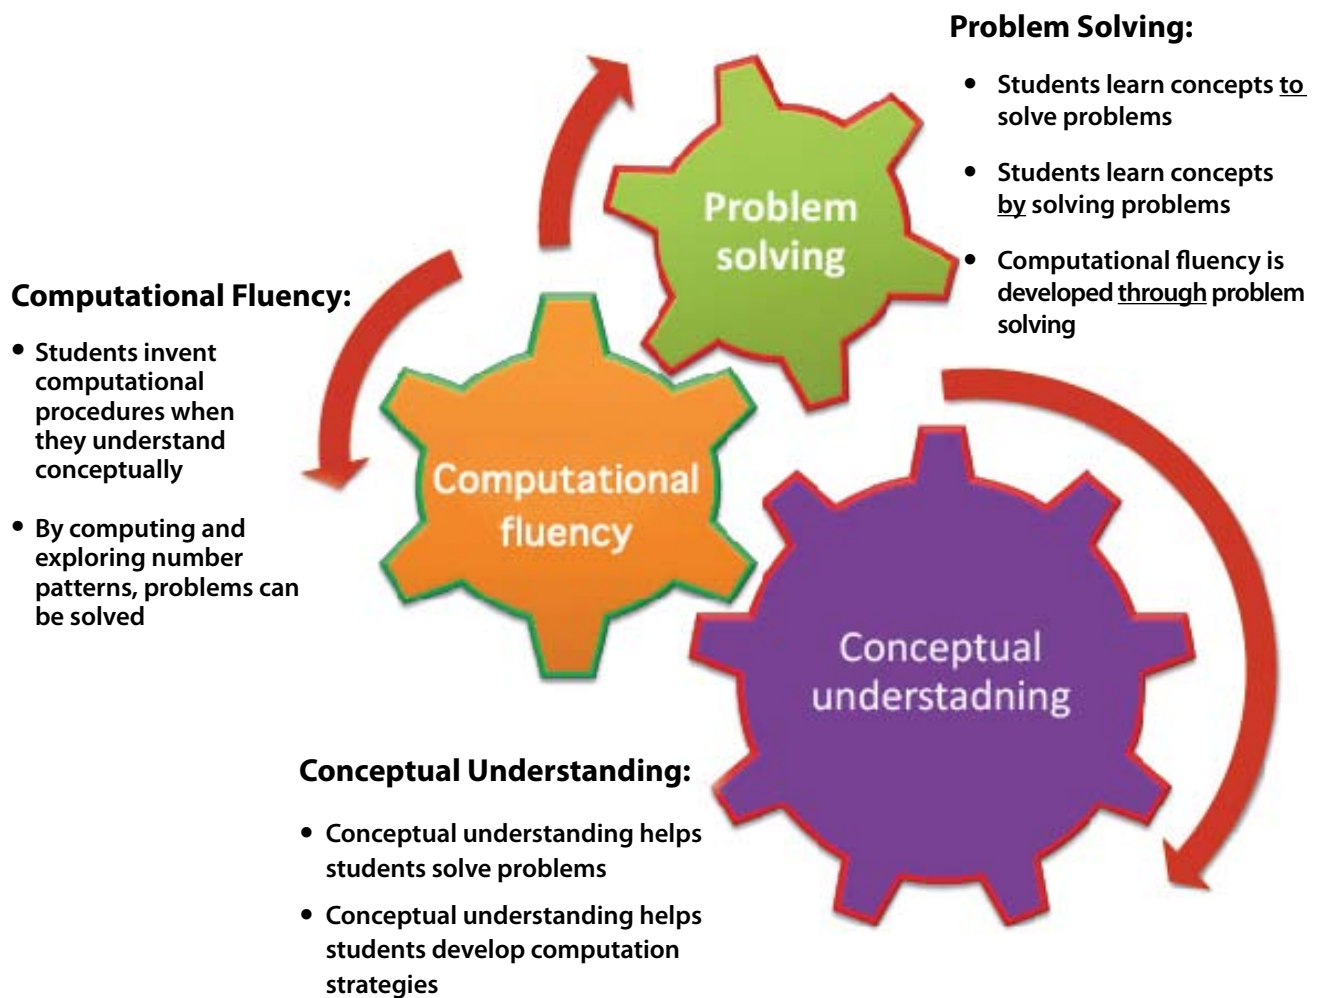 Problem Solving:
• Students learn concepts to
solve problems
• Students learn concepts
by solving problems
• Computational fluency is
developed through problem
solving
Problem
solving
Computational Fluency:
• Students invent
computational
procedures when
they understand
conceptually
• By computing and
exploring number
patterns, problems can
be solved
Computational
fluency
Conceptual
understadning
Conceptual Understanding:
• Conceptual understanding helps
students solve problems
• Conceptual understanding helps
students develop computation
strategies